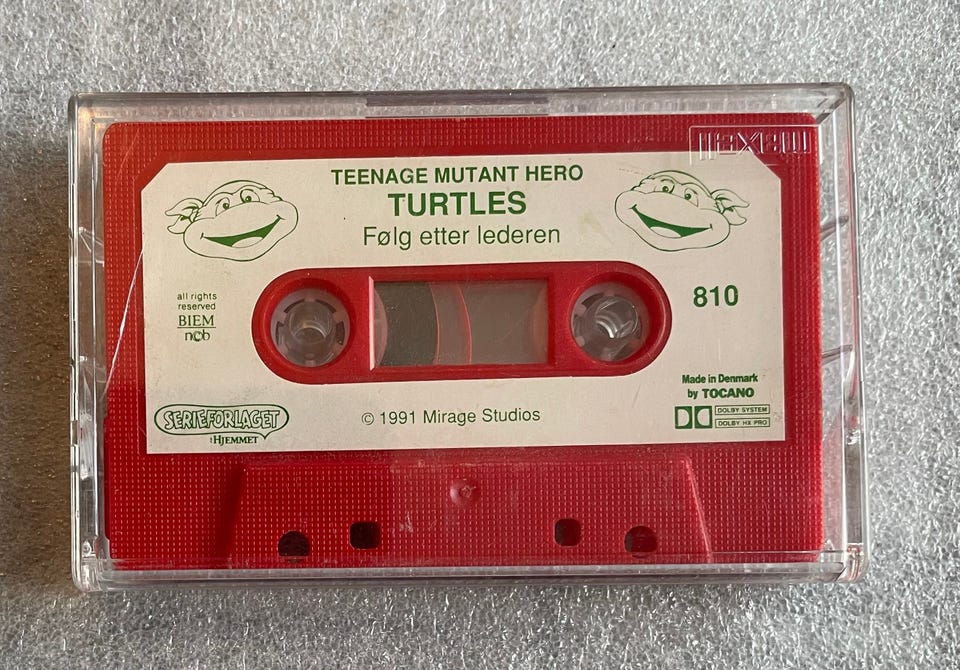 maxell
TEENAGE MUTANT HERO
TURTLES
Følg etter lederen
all rights
reserved
BIEM
ncb
810
Made in Denmark
by TOCANO
DOLBY SYSTEM
DOLBY HX PRO
SERIEFORLAGET
HJEMMET
© 1991 Mirage Studios